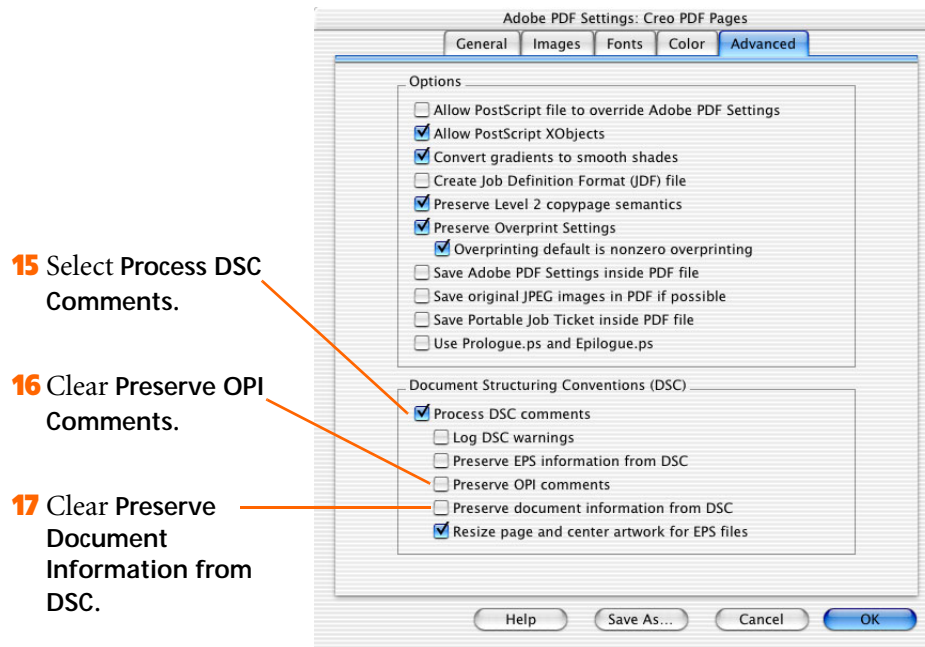 Adobe PDF Settings: Creo PDF Pages
General Images Fonts Color Advanced
Options
Allow PostScript file to override Adobe PDF Settings
Allow PostScript XObjects
Convert gradients to smooth shades
Create Job Definition Format (JDF) file
Preserve Level 2 copypage semantics
Preserve Overprint Settings
Overprinting default is nonzero overprinting
Save Adobe PDF Settings inside PDF file
Save original JPEG images in PDF if possible
Save Portable Job Ticket inside PDF file
Use Prologue.ps and Epilogue.ps
15 Select Process DSC
Comments.
16 Clear Preserve OPI
Comments.
17 Clear Preserve
Document
Information from
DSC.
Document Structuring Conventions (DSC)
Process DSC comments
Log DSC warnings
Preserve EPS information from DSC
Preserve OPI comments
Preserve document information from DSC
Resize page and center artwork for EPS files
Help Save As... Cancel OK